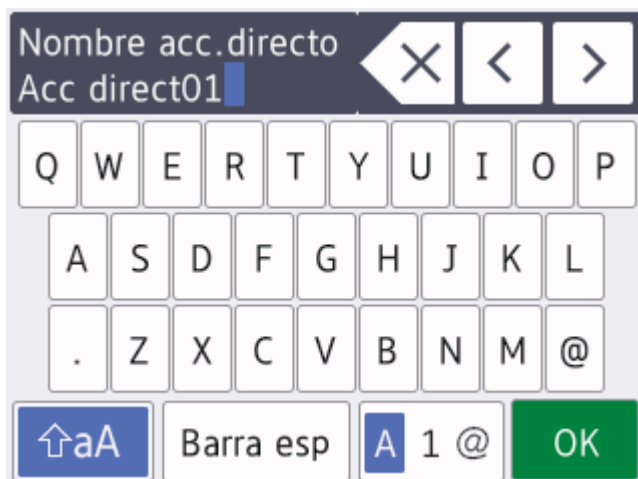 Nombre acc.directo
Acc direct01
Q W E R T Y U I O P
A S D F G H J K L
. Z X C V B N M @
aA Barra esp A 1 @ OK